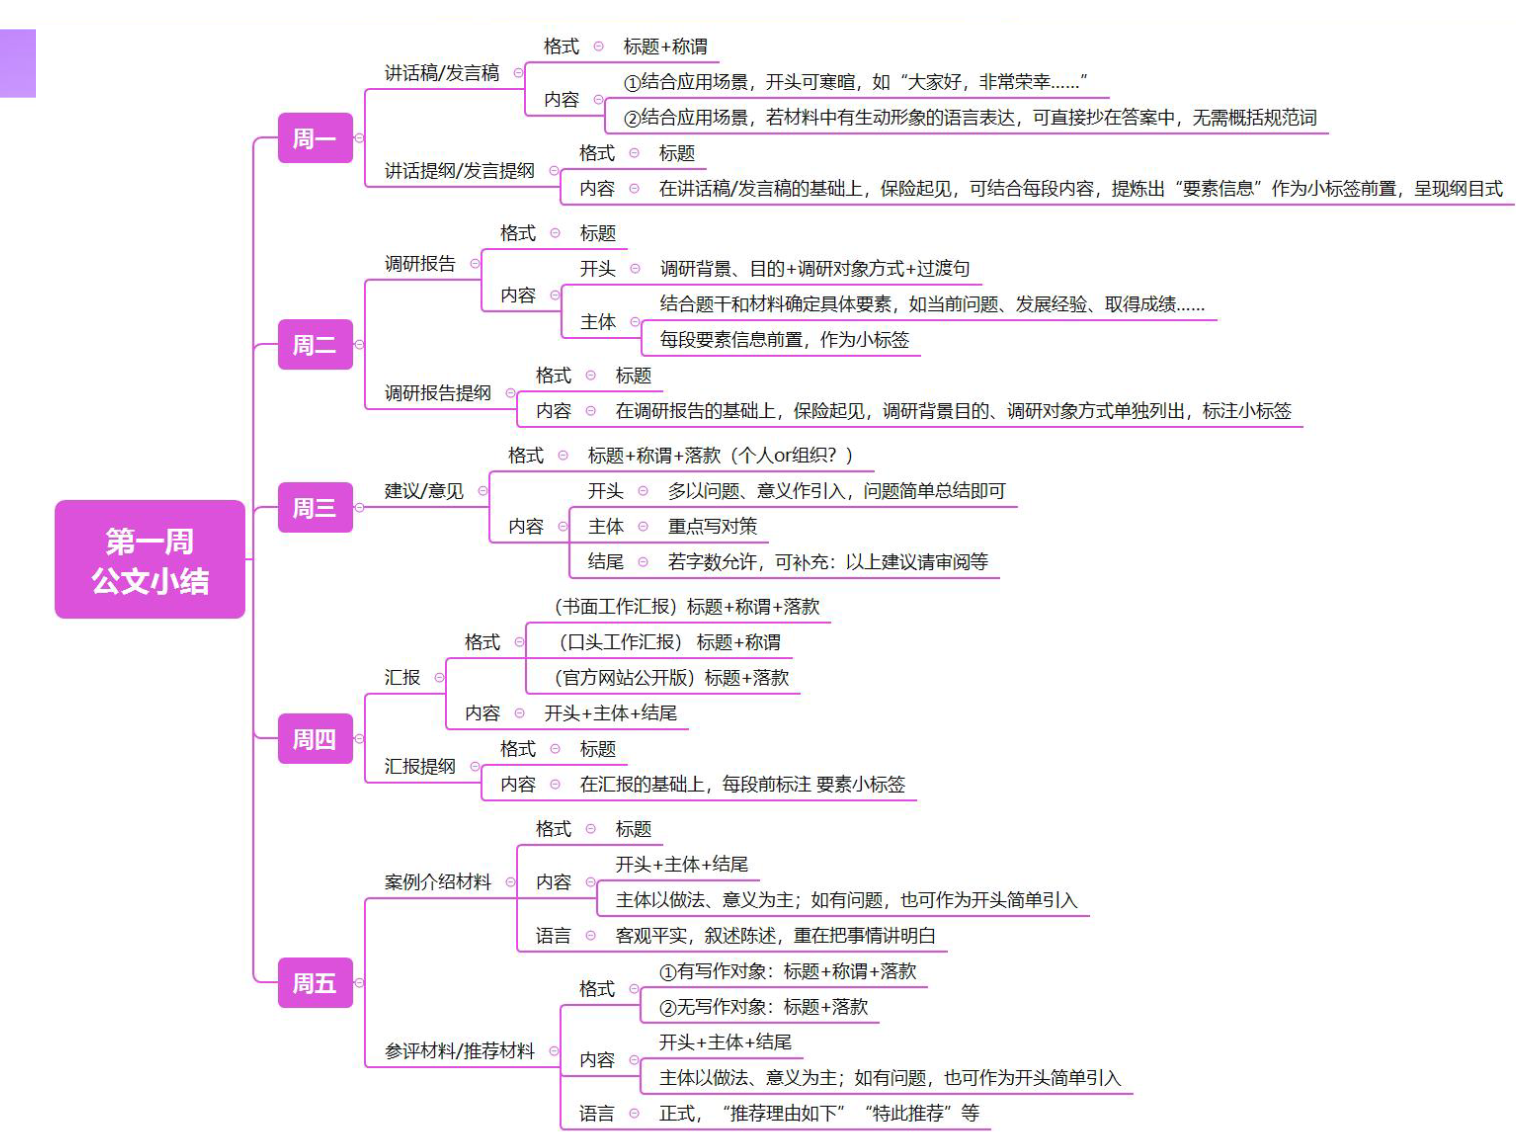 第一周
公文小结
周一
讲话稿/发言稿
格式
标题+称谓
内容
①结合应用场景，开头可寒暄，如“大家好，非常荣幸……”
②结合应用场景，若材料中有生动形象的语言表达，可直接抄在答案中，无需概括规范词
讲话提纲/发言提纲
格式
标题
内容
在讲话稿/发言稿的基础上，保险起见，可结合每段内容，提炼出“要素信息”作为小标签前置，呈现纲目式
周二
调研报告
格式
标题
内容
开头
调研背景、目的+调研对象方式+过渡句
主体
结合题干和材料确定具体要素，如当前问题、发展经验、取得成绩……
每段要素信息前置，作为小标签
调研报告提纲
格式
标题
内容
在调研报告的基础上，保险起见，调研背景目的、调研对象方式单独列出，标注小标签
周三
建议/意见
格式
标题+称谓+落款（个人or组织？）
内容
开头
多以问题、意义作引入，问题简单总结即可
主体
重点写对策
结尾
若字数允许，可补充：以上建议请审阅等
周四
汇报
格式
（书面工作汇报）标题+称谓+落款
（口头工作汇报） 标题+称谓
（官方网站公开版）标题+落款
内容
开头+主体+结尾
汇报提纲
格式
标题
内容
在汇报的基础上，每段前标注 要素小标签
周五
案例介绍材料
格式
标题
内容
开头+主体+结尾
主体以做法、意义为主；如有问题，也可作为开头简单引入
语言
客观平实，叙述陈述，重在把事情讲明白
参评材料/推荐材料
格式
①有写作对象：标题+称谓+落款
②无写作对象：标题+落款
内容
开头+主体+结尾
主体以做法、意义为主；如有问题，也可作为开头简单引入
语言
正式，“推荐理由如下”“特此推荐”等